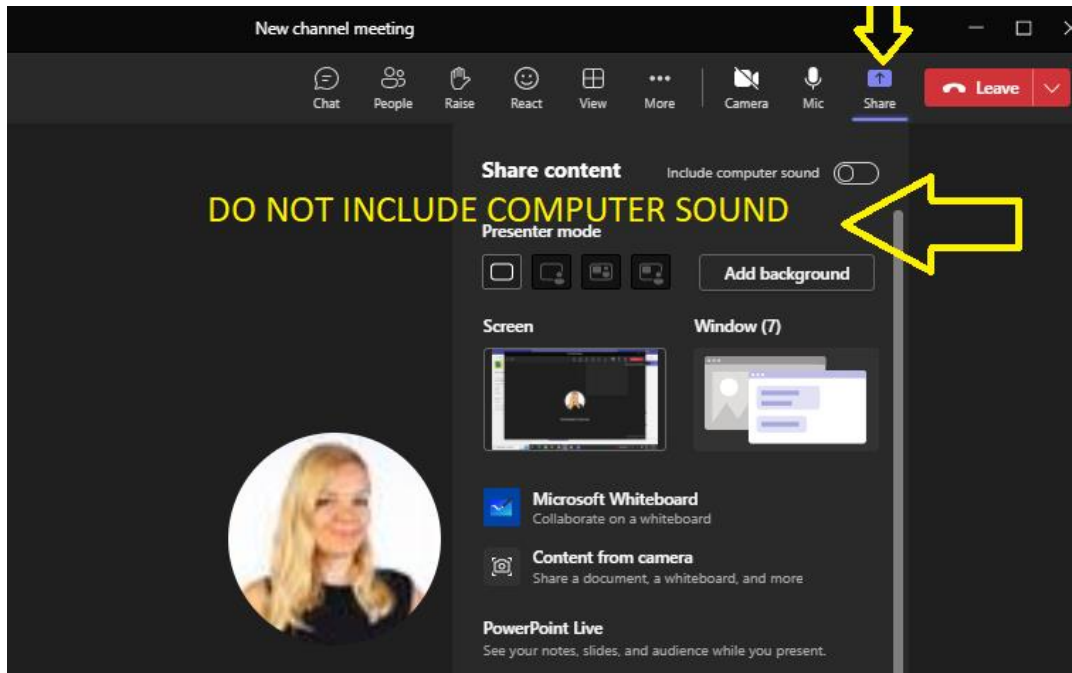 New channel meeting
Chat People Raise React View More Camera Mic Share Leave
Share content Include computer sound
DO NOT INCLUDE COMPUTER SOUND
Presenter mode
Add background
Screen Window (7)
Microsoft Whiteboard
Collaborate on a whiteboard
Content from camera
Share a document, a whiteboard, and more
PowerPoint Live
See your notes, slides, and audience while you present.